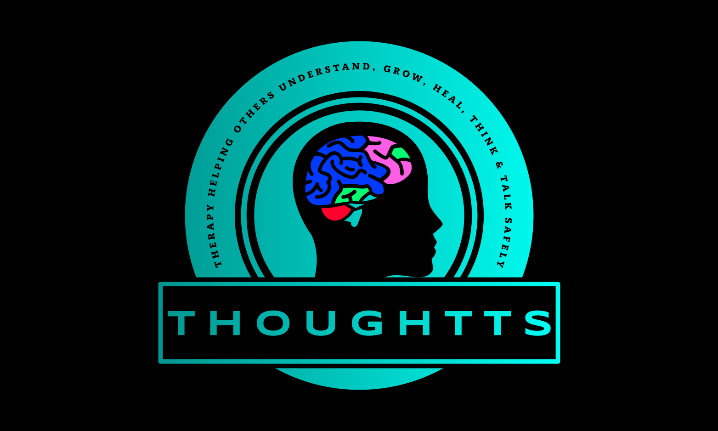 THERAPY HELPING OTHERS UNDERSTAND, GROW, HEAL, THINK & TALK SAFELY
THOUGHTTS